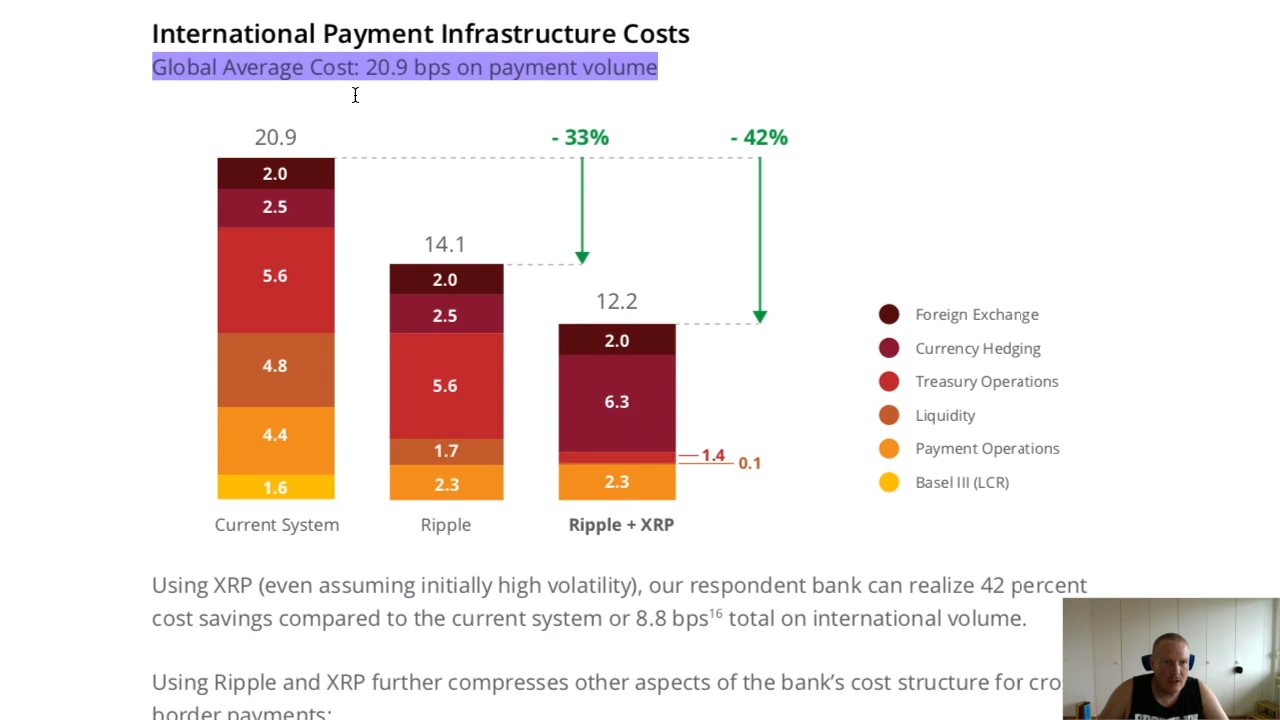 International Payment Infrastructure Costs
Global Average Cost: 20.9 bps on payment volume
20.9
- 33%
- 42%
2.0
2.5
5.6
4.8
4.4
1.6
14.1
2.0
2.5
5.6
1.7
2.3
12.2
2.0
6.3
1.4
0.1
2.3
Current System
Ripple
Ripple + XRP
Foreign Exchange
Currency Hedging
Treasury Operations
Liquidity
Payment Operations
Basel III (LCR)
Using XRP (even assuming initially high volatility), our respondent bank can realize 42 percent
cost savings compared to the current system or 8.8 bps16 total on international volume.
Using Ripple and XRP further compresses other aspects of the bank’s cost structure for cro
border payments: